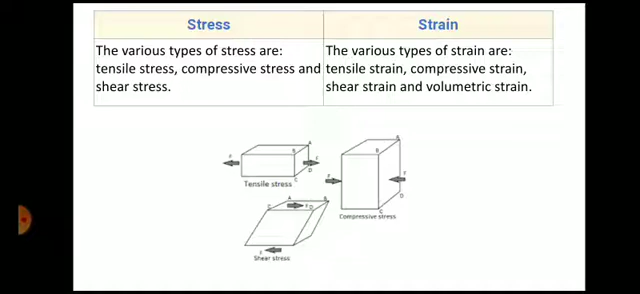 Stress
Strain
The various types of stress are:
tensile stress, compressive stress and
shear stress.
The various types of strain are:
tensile strain, compressive strain,
shear strain and volumetric strain.
A
B
F
F
D
C
Tensile stress
A
B
F
F
D
C
Compressive stress
A
B
C
F
D
F
Shear stress